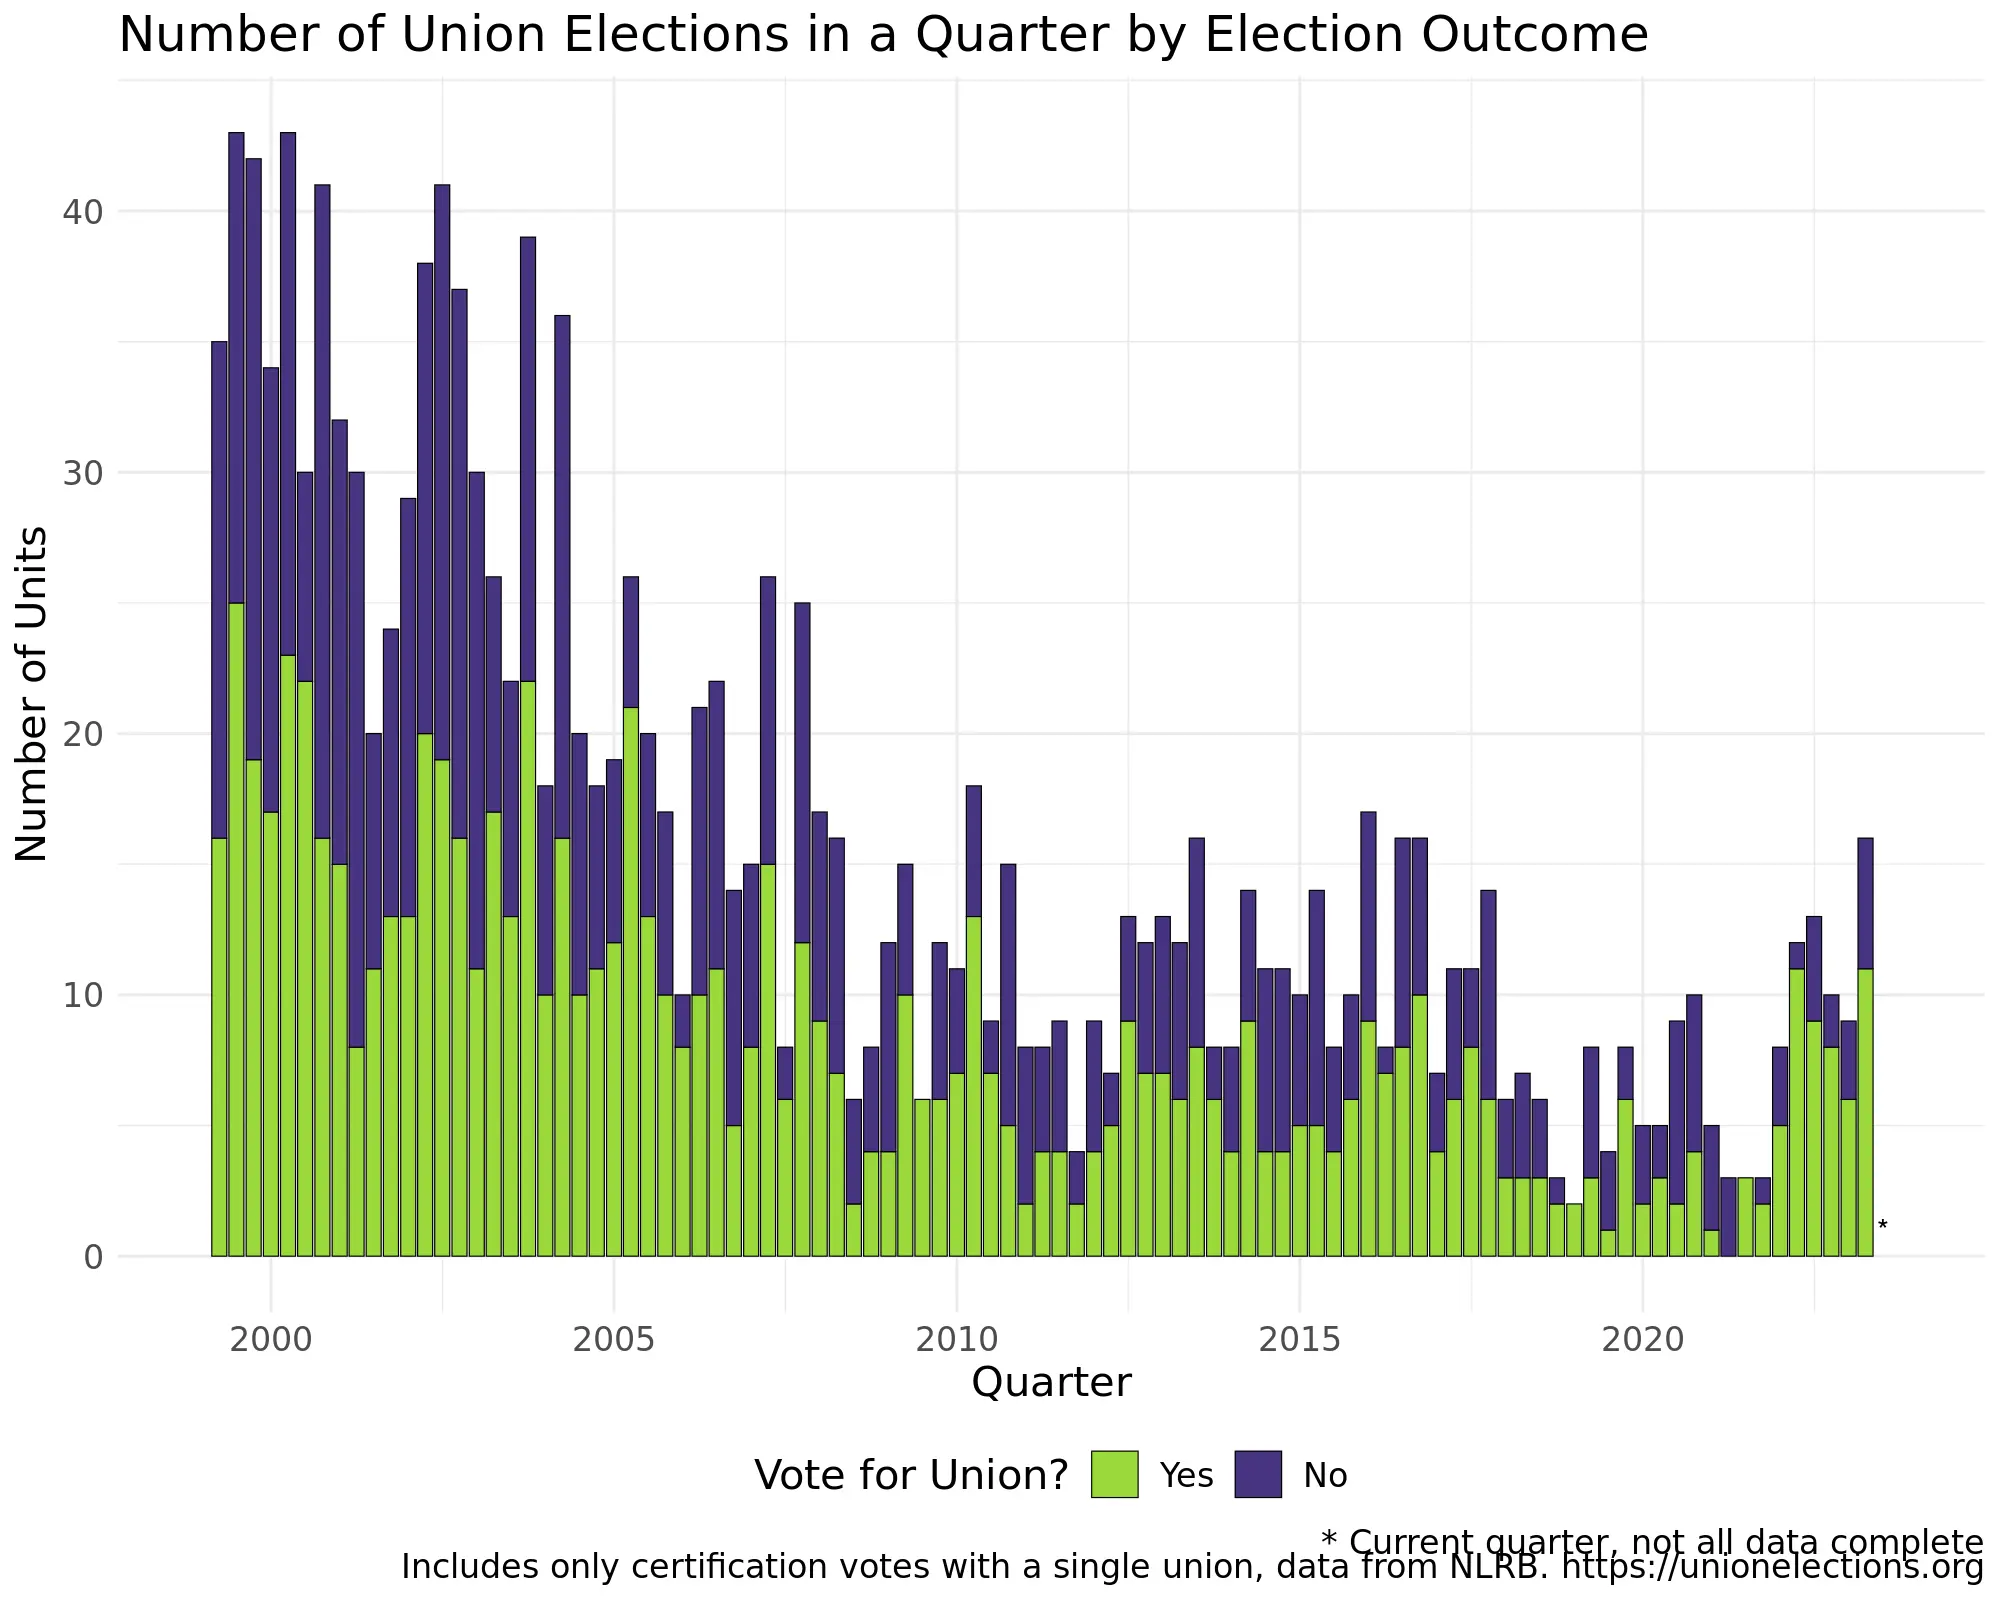 Number of Union Elections in a Quarter by Election Outcome
Number of Units
40
30
20
10
0
*
2000 2005 2010 2015 2020
Quarter
Vote for Union? Yes No
* Current quarter, not all data complete
Includes only certification votes with a single union, data from NLRB. https://unionelections.org